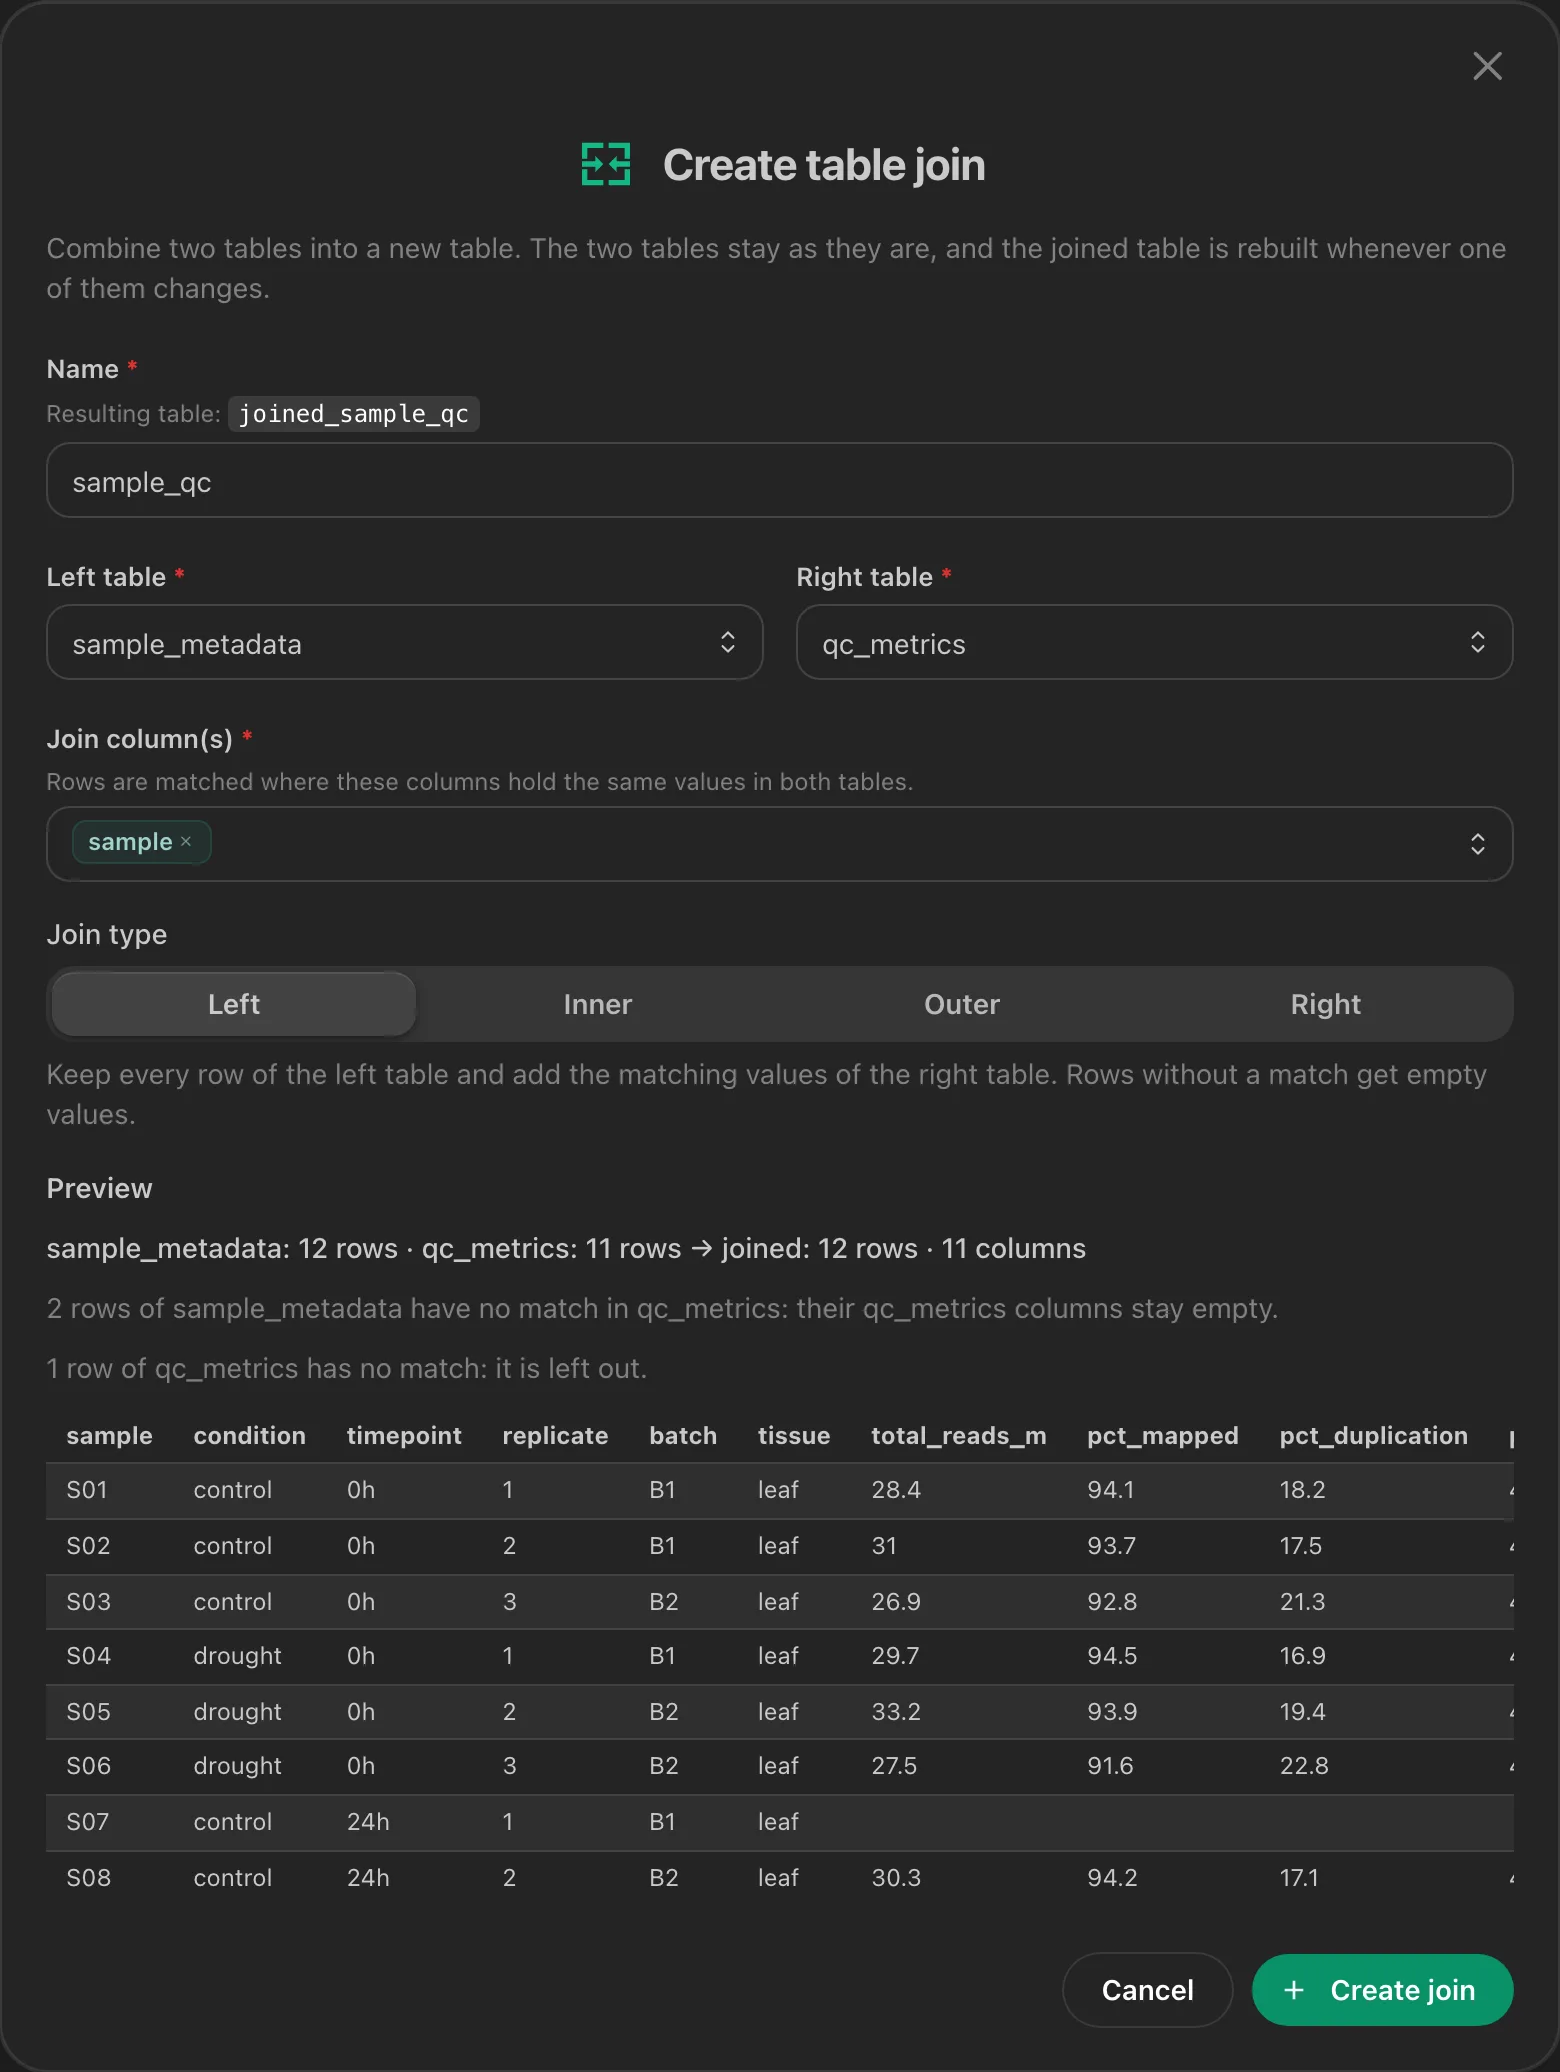 Create table join
Combine two tables into a new table. The two tables stay as they are, and the joined table is rebuilt whenever one
of them changes.
Name *
Resulting table: joined_sample_qc
sample_qc
Left table * Right table *
sample_metadata qc_metrics
Join column(s) *
Rows are matched where these columns hold the same values in both tables.
sample ×
Join type
Left Inner Outer Right
Keep every row of the left table and add the matching values of the right table. Rows without a match get empty
values.
Preview
sample_metadata: 12 rows · qc_metrics: 11 rows → joined: 12 rows · 11 columns
2 rows of sample_metadata have no match in qc_metrics: their qc_metrics columns stay empty.
1 row of qc_metrics has no match: it is left out.
sample condition timepoint replicate batch tissue total_reads_m pct_mapped pct_duplication
S01 control 0h 1 B1 leaf 28.4 94.1 18.2
S02 control 0h 2 B1 leaf 31 93.7 17.5
S03 control 0h 3 B2 leaf 26.9 92.8 21.3
S04 drought 0h 1 B1 leaf 29.7 94.5 16.9
S05 drought 0h 2 B2 leaf 33.2 93.9 19.4
S06 drought 0h 3 B2 leaf 27.5 91.6 22.8
S07 control 24h 1 B1 leaf
S08 control 24h 2 B2 leaf 30.3 94.2 17.1
Cancel + Create join